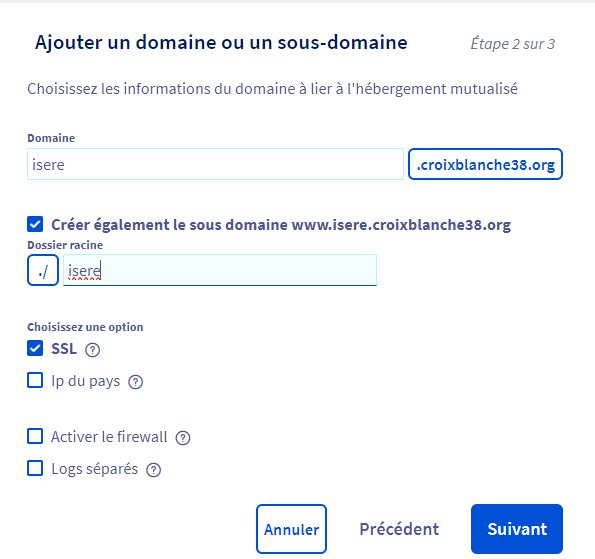 Ajouter un domaine ou un sous-domaine
Étape 2 sur 3
Choisissez les informations du domaine à lier à l'hébergement mutualisé
Domaine
isere .croixblanche38.org
Créer également le sous domaine www.isere.croixblanche38.org
Dossier racine
./ isere
Choisissez une option
SSL ?
Ip du pays ?
Activer le firewall ?
Logs séparés ?
Annuler Précédent Suivant